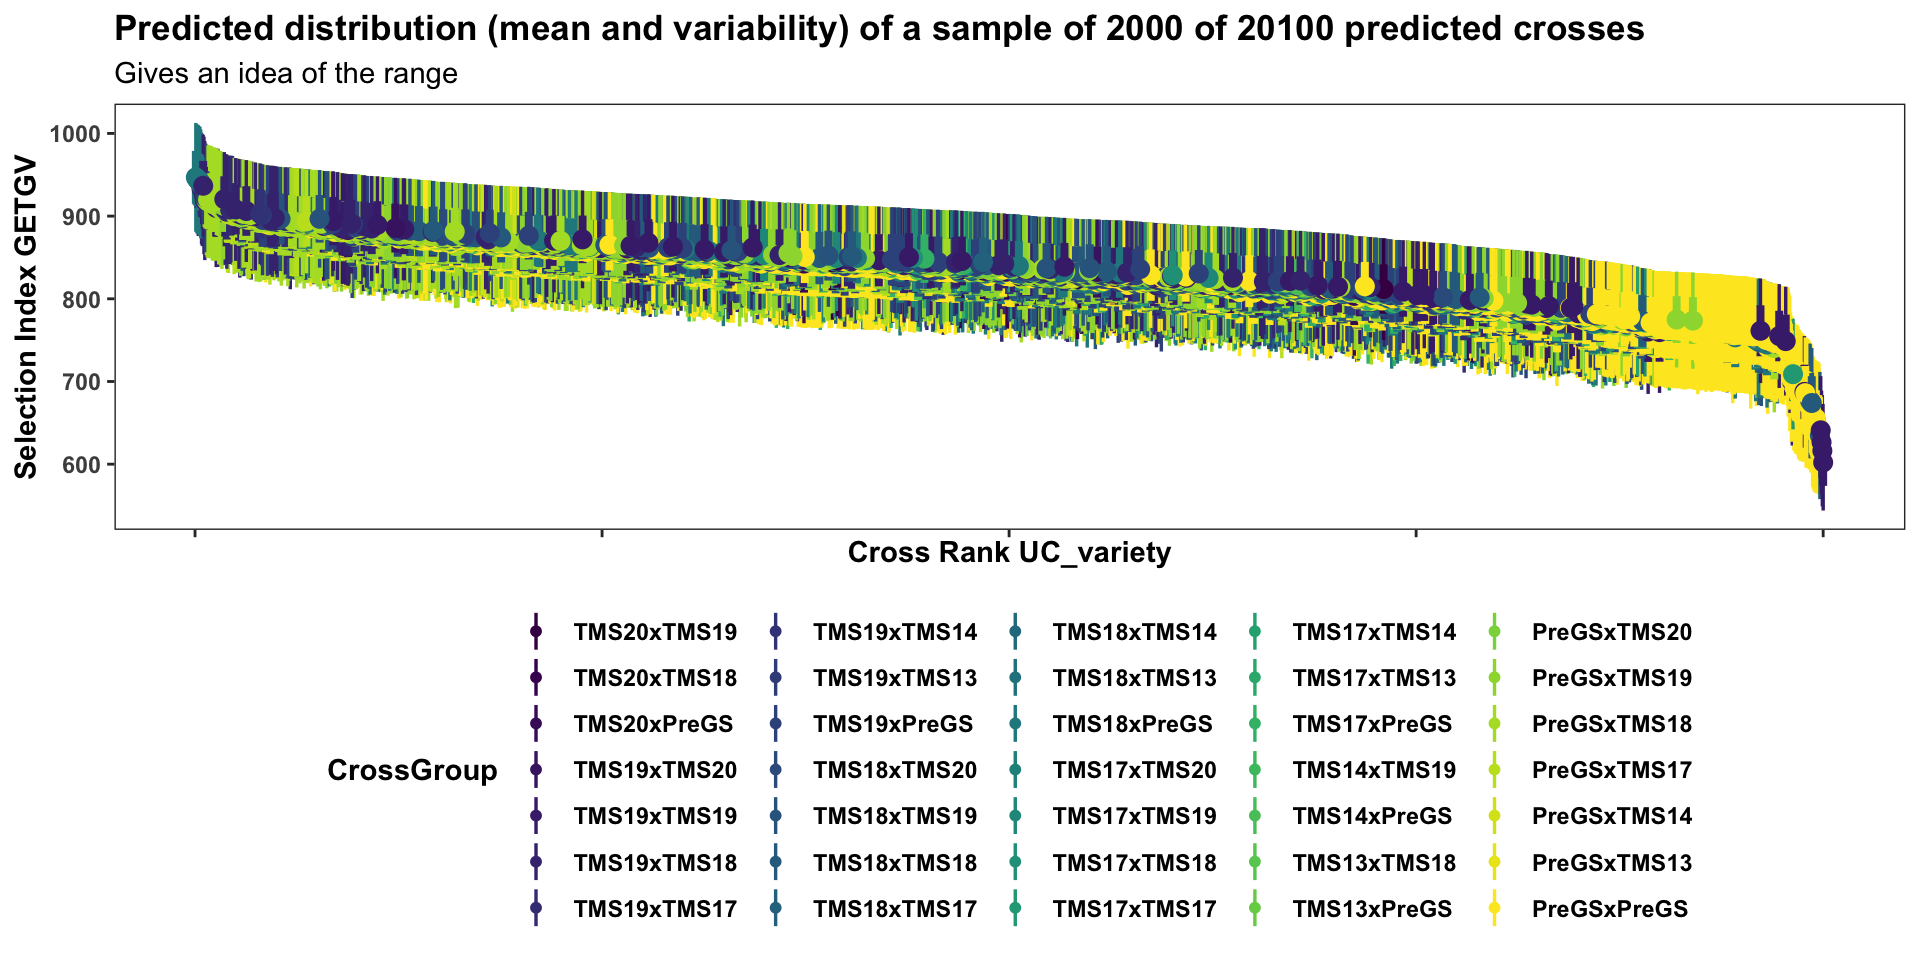 Predicted distribution (mean and variability) of a sample of 2000 of 20100 predicted crosses
Gives an idea of the range
Selection Index GETGV
1000
900
800
700
600
Cross Rank UC_variety
CrossGroup
TMS20xTMS19
TMS20xTMS18
TMS20xPreGS
TMS19xTMS20
TMS19xTMS19
TMS19xTMS18
TMS19xTMS17
TMS19xTMS14
TMS19xTMS13
TMS19xPreGS
TMS18xTMS20
TMS18xTMS19
TMS18xTMS18
TMS18xTMS17
TMS18xTMS14
TMS18xTMS13
TMS18xPreGS
TMS17xTMS20
TMS17xTMS19
TMS17xTMS18
TMS17xTMS17
TMS17xTMS14
TMS17xTMS13
TMS17xPreGS
TMS14xTMS19
TMS14xPreGS
TMS13xTMS18
TMS13xPreGS
PreGSxTMS20
PreGSxTMS19
PreGSxTMS18
PreGSxTMS17
PreGSxTMS14
PreGSxTMS13
PreGSxPreGS